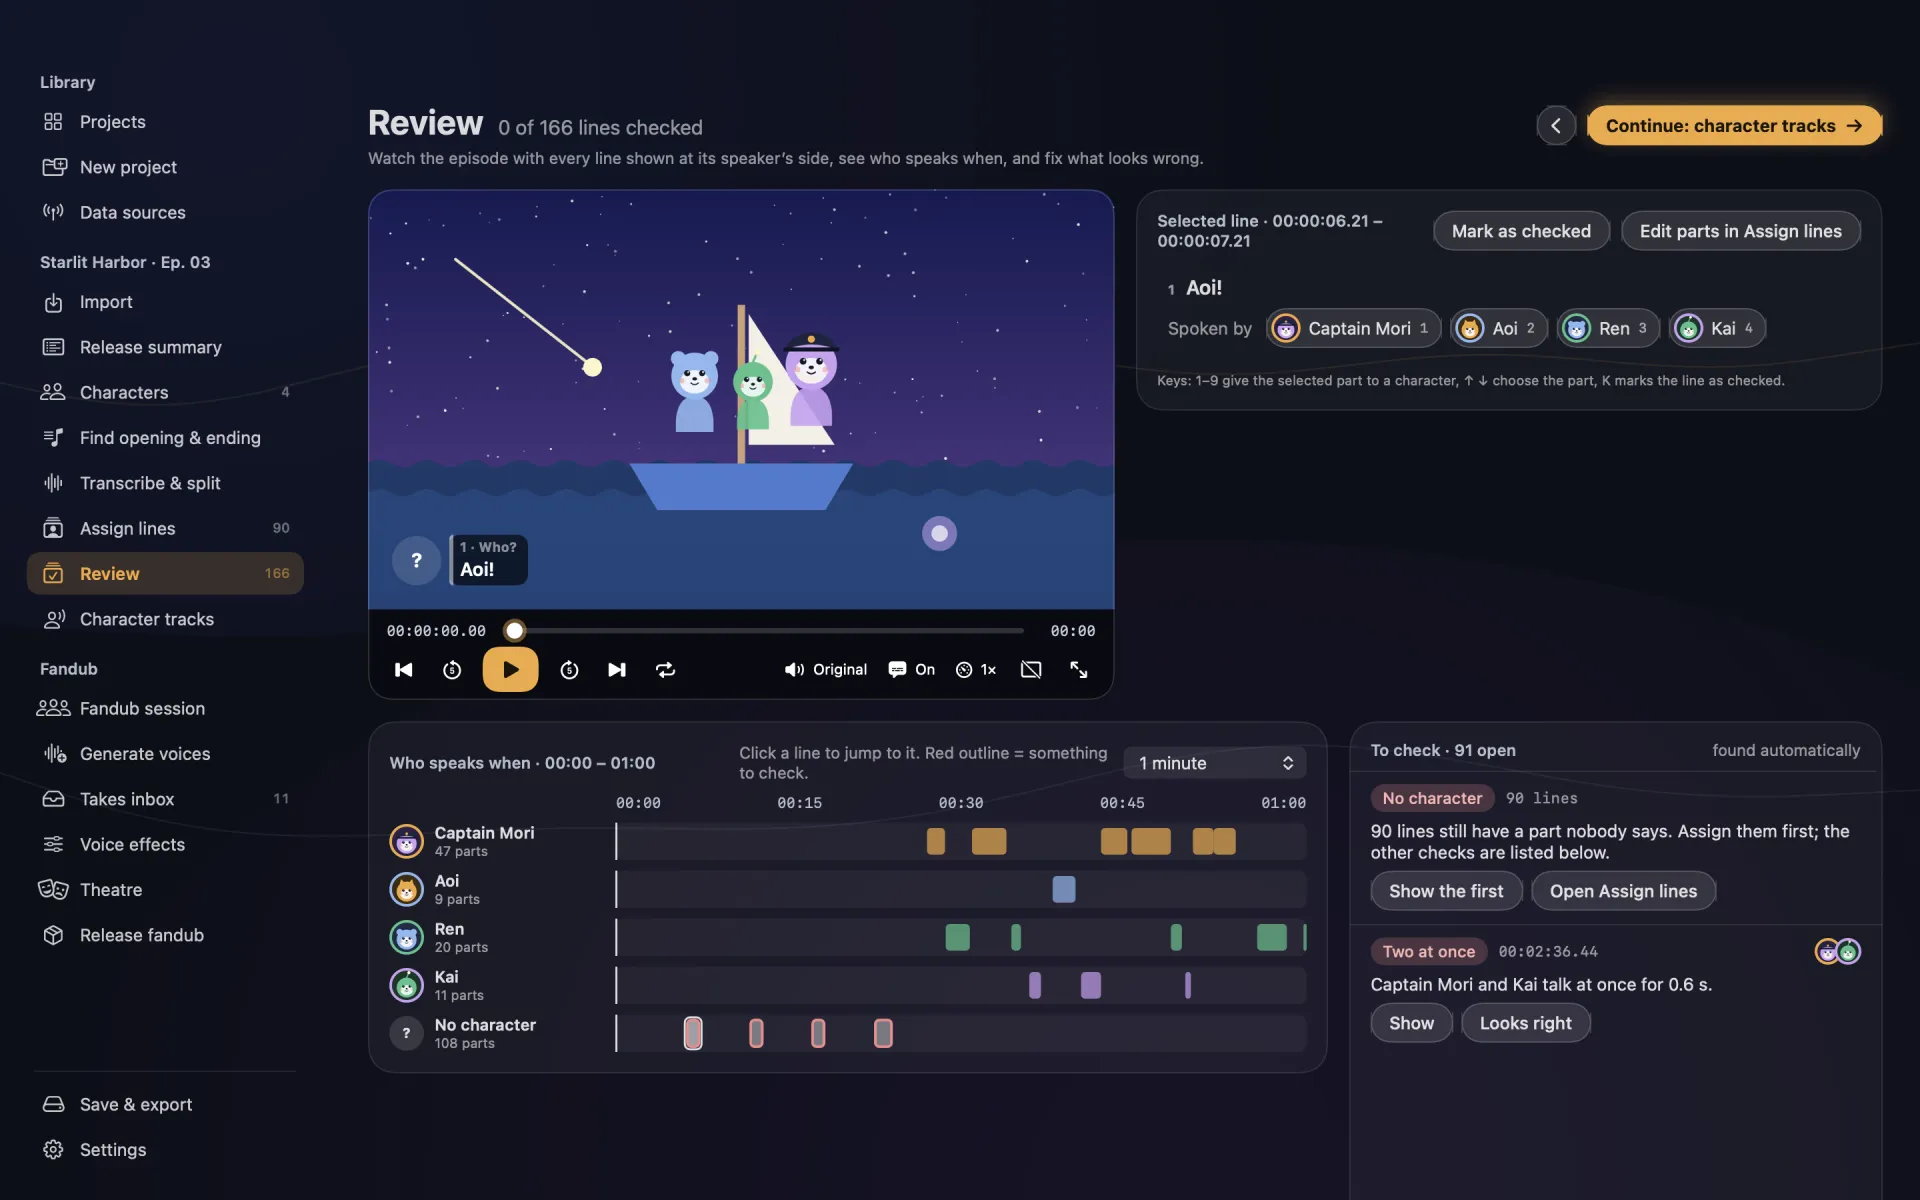 Library
Projects
New project
Data sources
Starlit Harbor · Ep. 03
Import
Release summary
Characters 4
Find opening & ending
Transcribe & split
Assign lines 90
Review 166
Character tracks
Fandub
Fandub session
Generate voices
Takes inbox 11
Voice effects
Theatre
Release fandub
Save & export
Settings
Review 0 of 166 lines checked
Watch the episode with every line shown at its speaker’s side, see who speaks when, and fix what looks wrong.
Continue: character tracks →
? 1 · Who?
Aoi!
00:00:00.00 00:00
5 5 Original On 1×
Selected line · 00:00:06.21 –
00:00:07.21
Mark as checked Edit parts in Assign lines
1 Aoi!
Spoken by Captain Mori 1 Aoi 2 Ren 3 Kai 4
Keys: 1–9 give the selected part to a character, ↑ ↓ choose the part, K marks the line as checked.
Who speaks when · 00:00 – 01:00
Click a line to jump to it. Red outline = something
to check.
1 minute
00:00 00:15 00:30 00:45 01:00
Captain Mori
47 parts
Aoi
9 parts
Ren
20 parts
Kai
11 parts
? No character
108 parts
To check · 91 open found automatically
No character 90 lines
90 lines still have a part nobody says. Assign them first; the
other checks are listed below.
Show the first Open Assign lines
Two at once 00:02:36.44
Captain Mori and Kai talk at once for 0.6 s.
Show Looks right